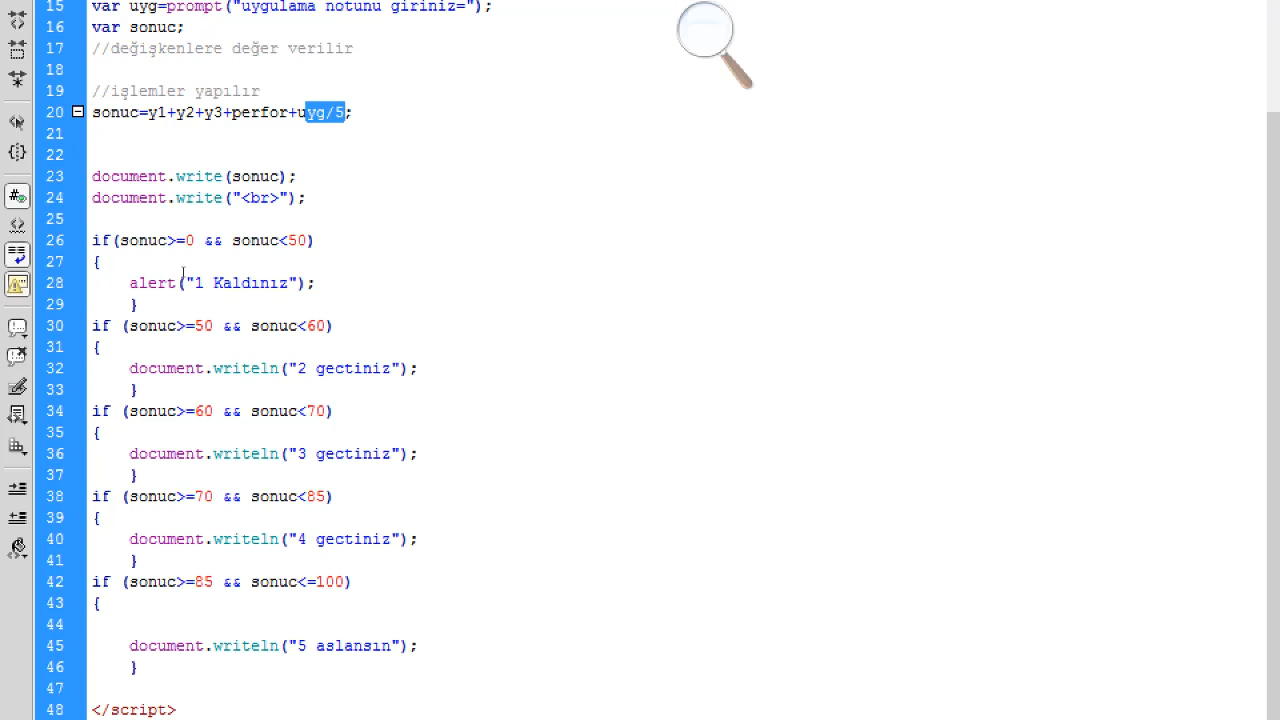 15 var uyg=prompt("uygulama notunu giriniz=");
16 var sonuc;
17 //değişkenlere değer verilir
18
19 //işlemler yapılır
20 sonuc=y1+y2+y3+perfor+uyg/5;
21
22
23 document.write(sonuc);
24 document.write("<br>");
25
26 if(sonuc>=0 && sonuc<50)
27 {
28 alert("1 Kaldınız");
29 }
30 if (sonuc>=50 && sonuc<60)
31 {
32 document.writeln("2 gectiniz");
33 }
34 if (sonuc>=60 && sonuc<70)
35 {
36 document.writeln("3 gectiniz");
37 }
38 if (sonuc>=70 && sonuc<85)
39 {
40 document.writeln("4 gectiniz");
41 }
42 if (sonuc>=85 && sonuc<=100)
43 {
44
45 document.writeln("5 aslansın");
46 }
47
48 </script>